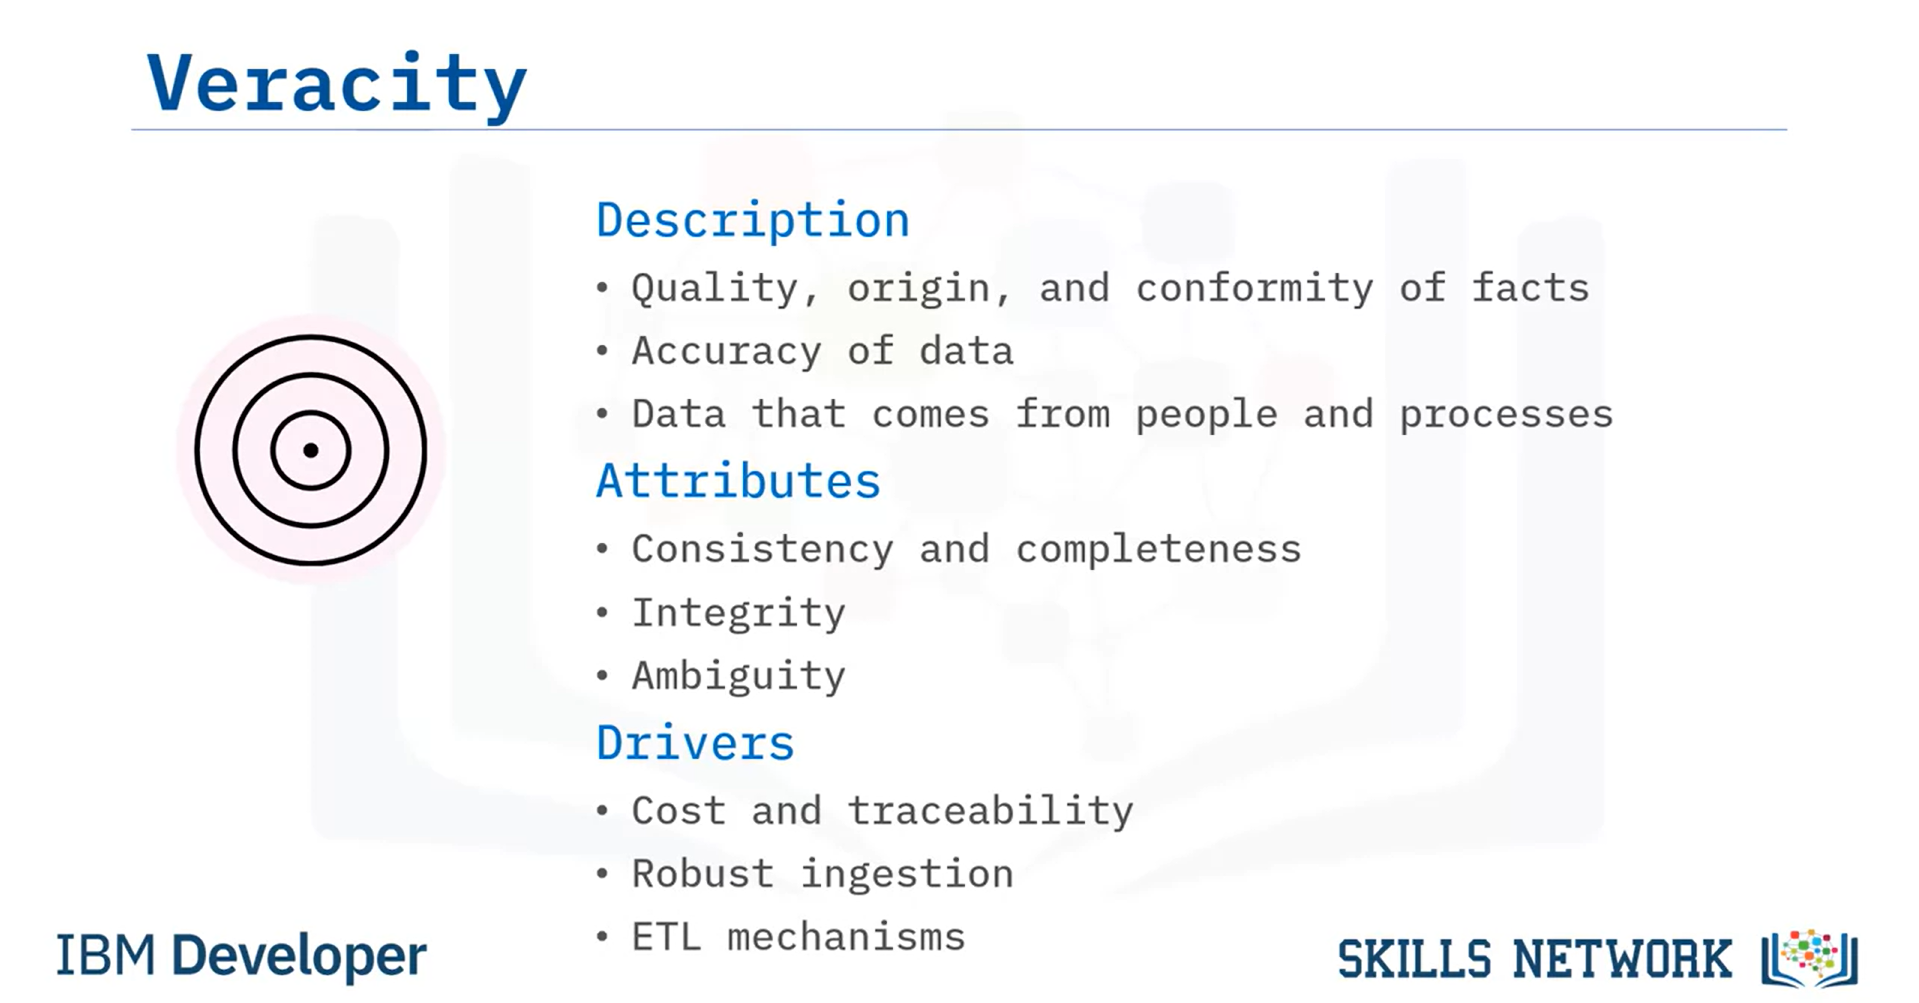 Veracity
Description
• Quality, origin, and conformity of facts
• Accuracy of data
• Data that comes from people and processes
Attributes
• Consistency and completeness
• Integrity
• Ambiguity
Drivers
• Cost and traceability
• Robust ingestion
• ETL mechanisms
IBM Developer
SKILLS NETWORK